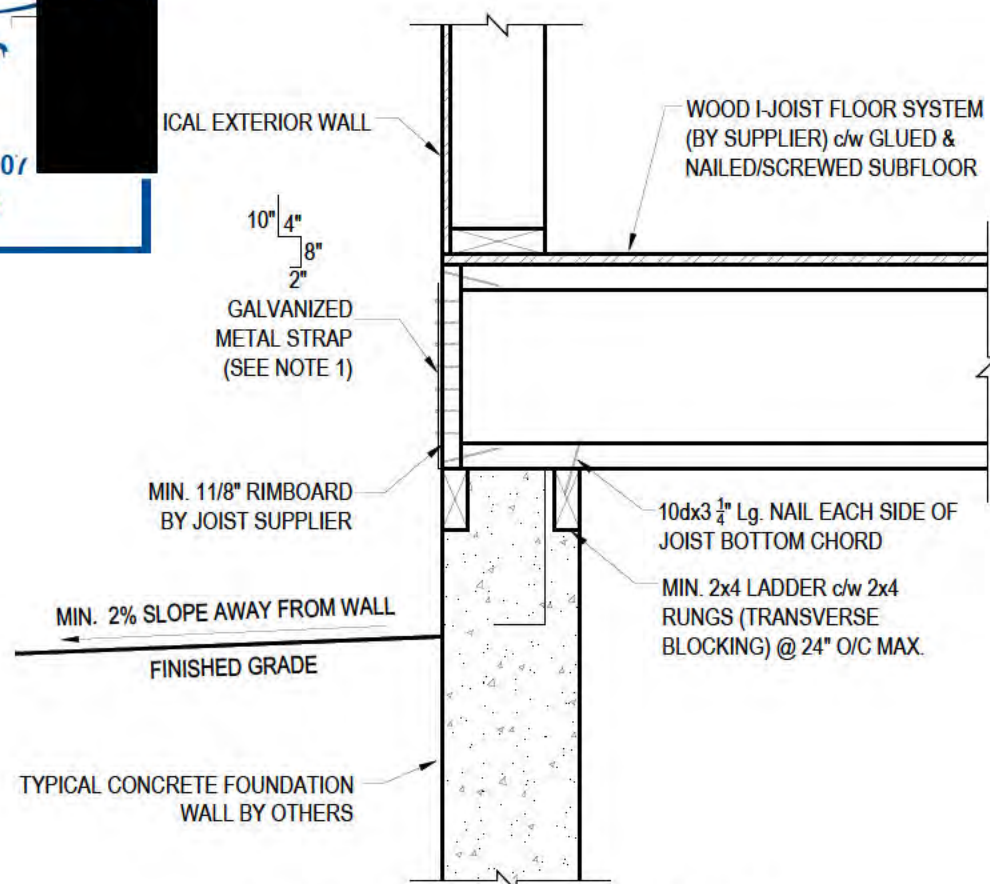 07
ICAL EXTERIOR WALL
WOOD I-JOIST FLOOR SYSTEM
(BY SUPPLIER) c/w GLUED &
NAILED/SCREWED SUBFLOOR
10" 4"
8"
2"
GALVANIZED
METAL STRAP
(SEE NOTE 1)
MIN. 11/8" RIMBOARD
BY JOIST SUPPLIER
10dx3 1/4" Lg. NAIL EACH SIDE OF
JOIST BOTTOM CHORD
MIN. 2x4 LADDER c/w 2x4
RUNGS (TRANSVERSE
BLOCKING) @ 24" O/C MAX.
MIN. 2% SLOPE AWAY FROM WALL
FINISHED GRADE
TYPICAL CONCRETE FOUNDATION
WALL BY OTHERS